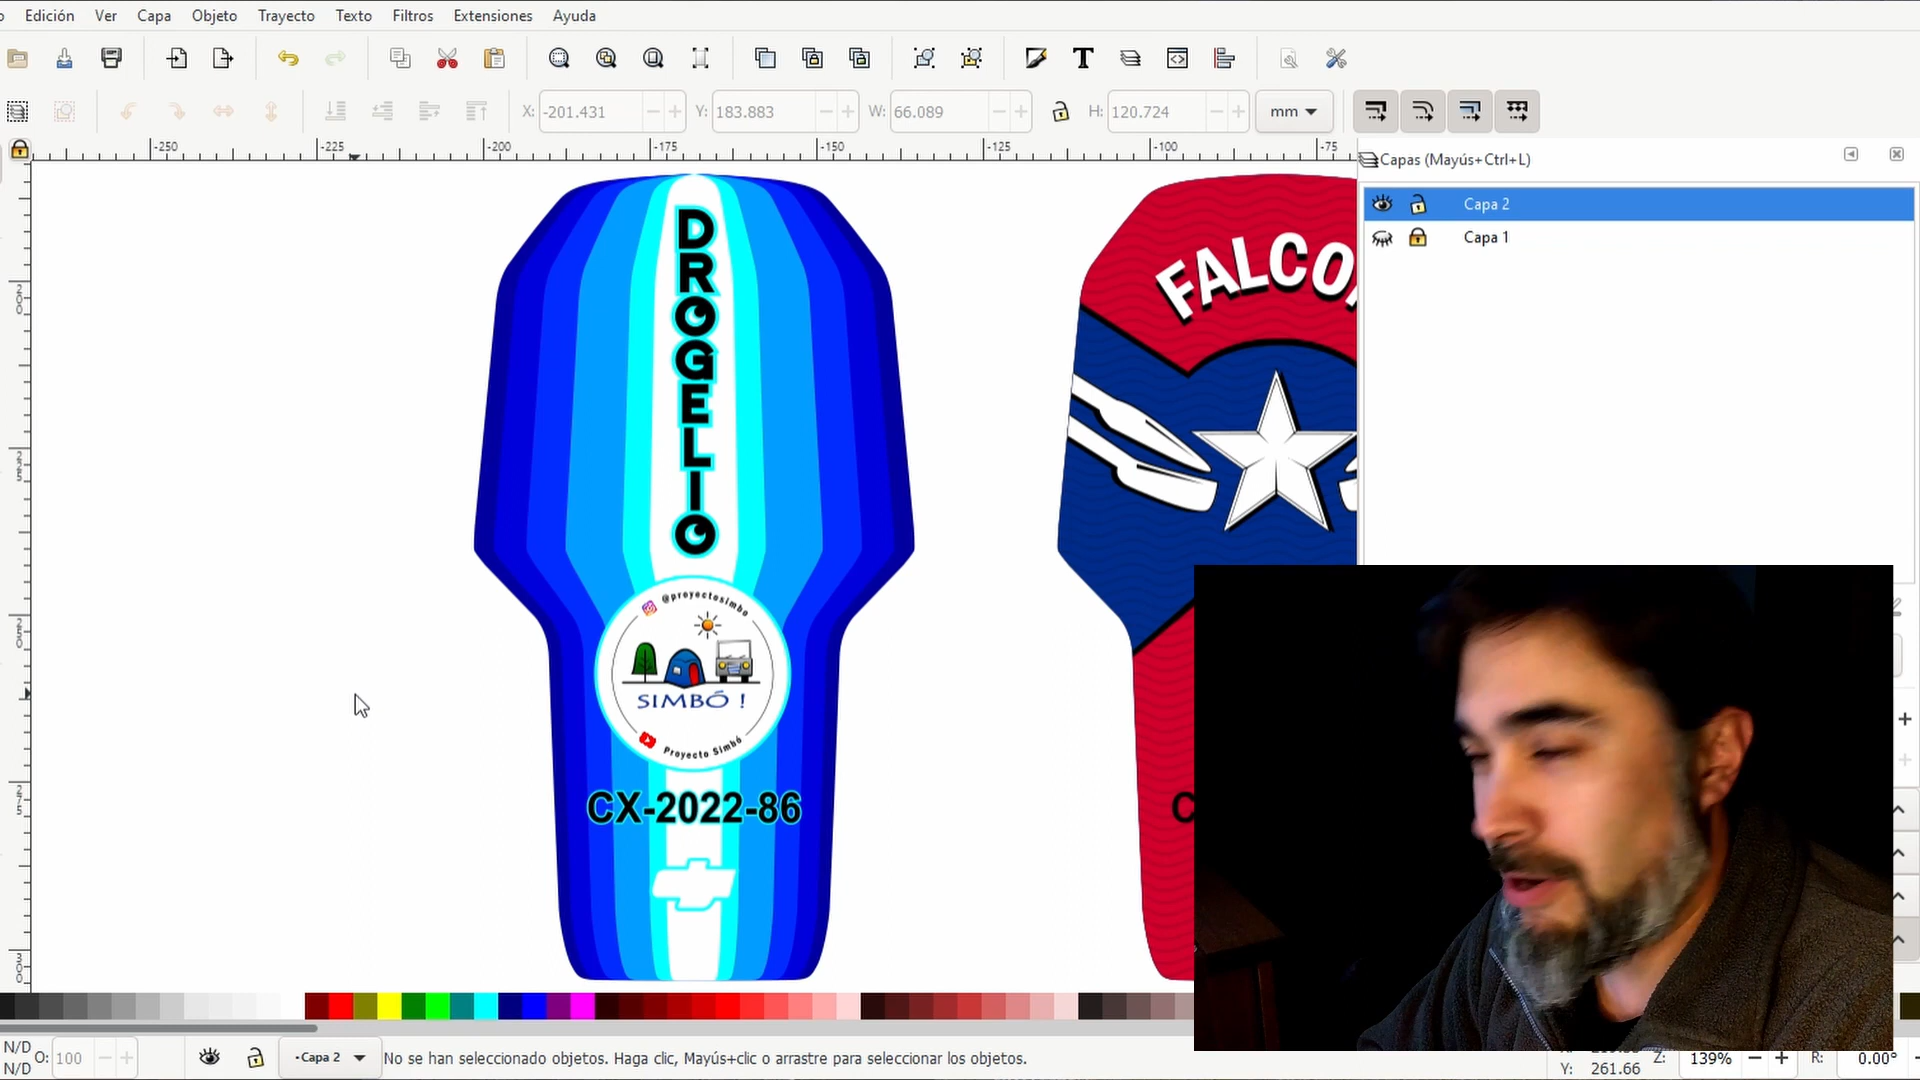 Edición Ver Capa Objeto Trayecto Texto Filtros Extensiones Ayuda
X: -201.431 Y: 183.883 W: 66.089 H: 120.724 mm
-250 -225 -200 -175 -150 -125 -100 -75
Capas (Mayús+Ctrl+L)
Capa 2
Capa 1
DROGELIO
FALCO
@proyectosimbo
SIMBÓ !
Proyecto Simbó
CX-2022-86
C
N/D
N/D
O: 100
•Capa 2
No se han seleccionado objetos. Haga clic, Mayús+clic o arrastre para seleccionar los objetos.
Y: 261.66
Z: 139%
R: 0.00°